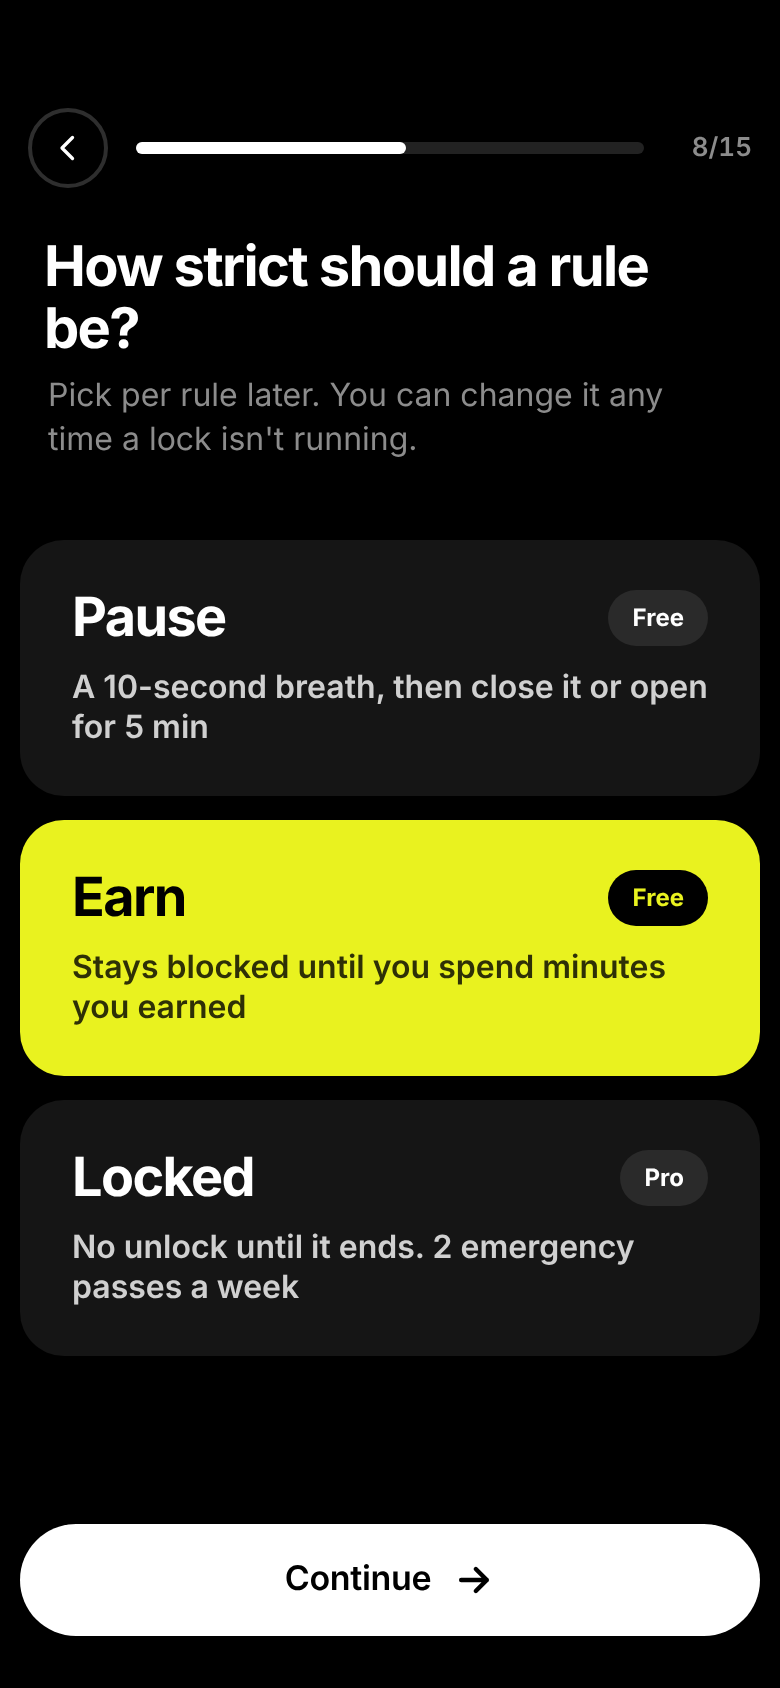 8/15
How strict should a rule
be?
Pick per rule later. You can change it any
time a lock isn't running.
Pause
Free
A 10-second breath, then close it or open
for 5 min
Earn
Free
Stays blocked until you spend minutes
you earned
Locked
Pro
No unlock until it ends. 2 emergency
passes a week
Continue